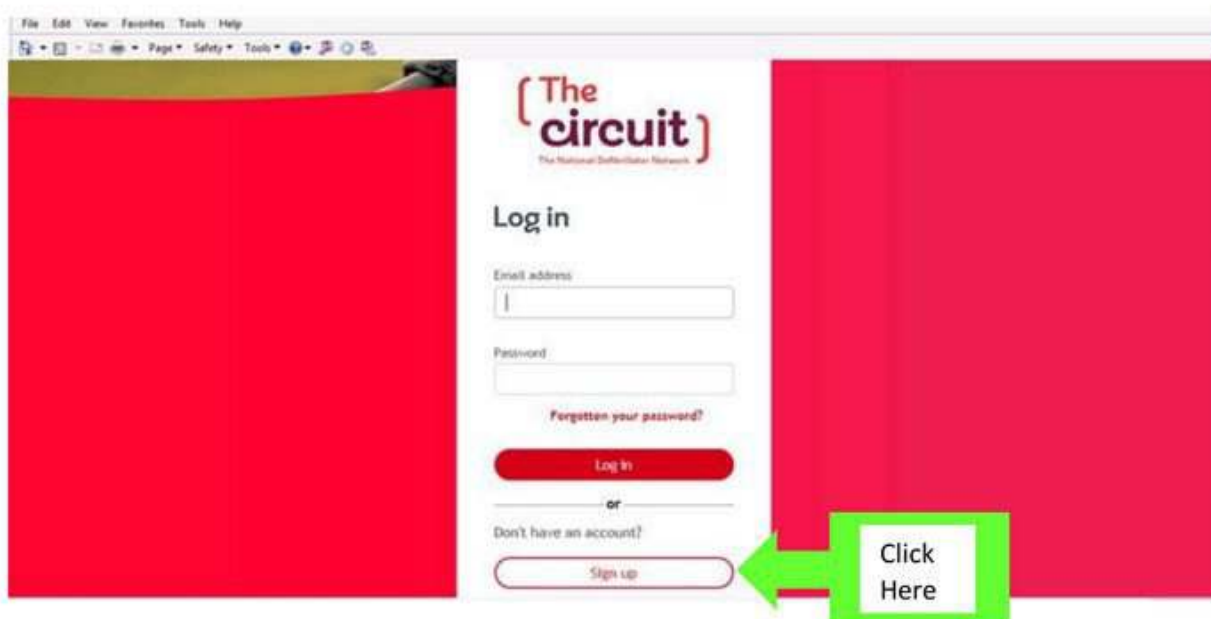 File Edit View Favorites Tools Help
Page Safety Tools
The
circuit
The National Defibrillator Network
Log in
Email address
Password
Forgotten your password?
Log In
or
Don't have an account?
Sign up
Click
Here